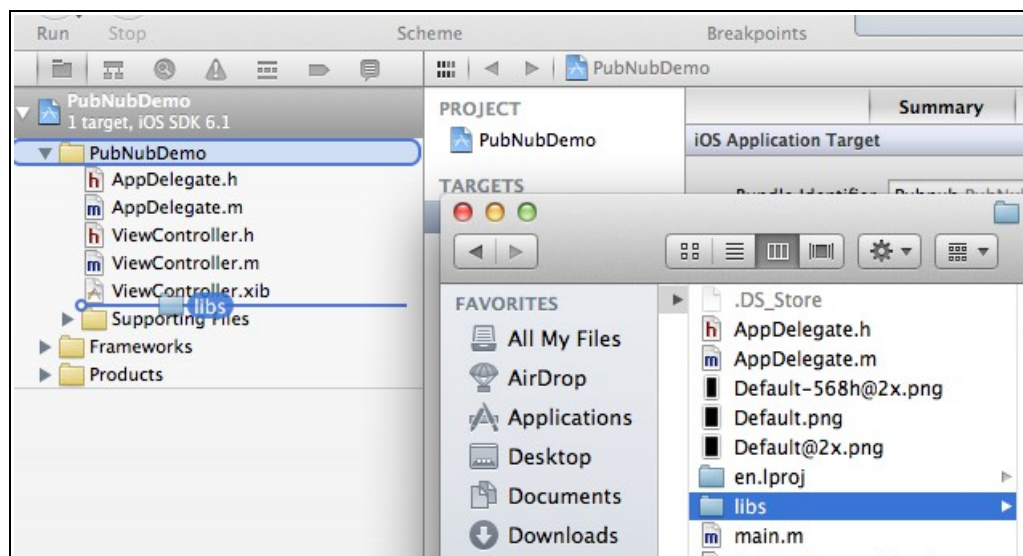 Run Stop Scheme Breakpoints
PubNubDemo
PubNubDemo
1 target, iOS SDK 6.1
PROJECT
Summary
PubNubDemo
PubNubDemo
iOS Application Target
AppDelegate.h
TARGETS
AppDelegate.m
ViewController.h
ViewController.m
ViewController.xib
libs
Supporting Files
Frameworks
Products
FAVORITES
All My Files
AirDrop
Applications
Desktop
Documents
Downloads
.DS_Store
AppDelegate.h
AppDelegate.m
Default-568h@2x.png
Default.png
Default@2x.png
en.lproj
libs
main.m